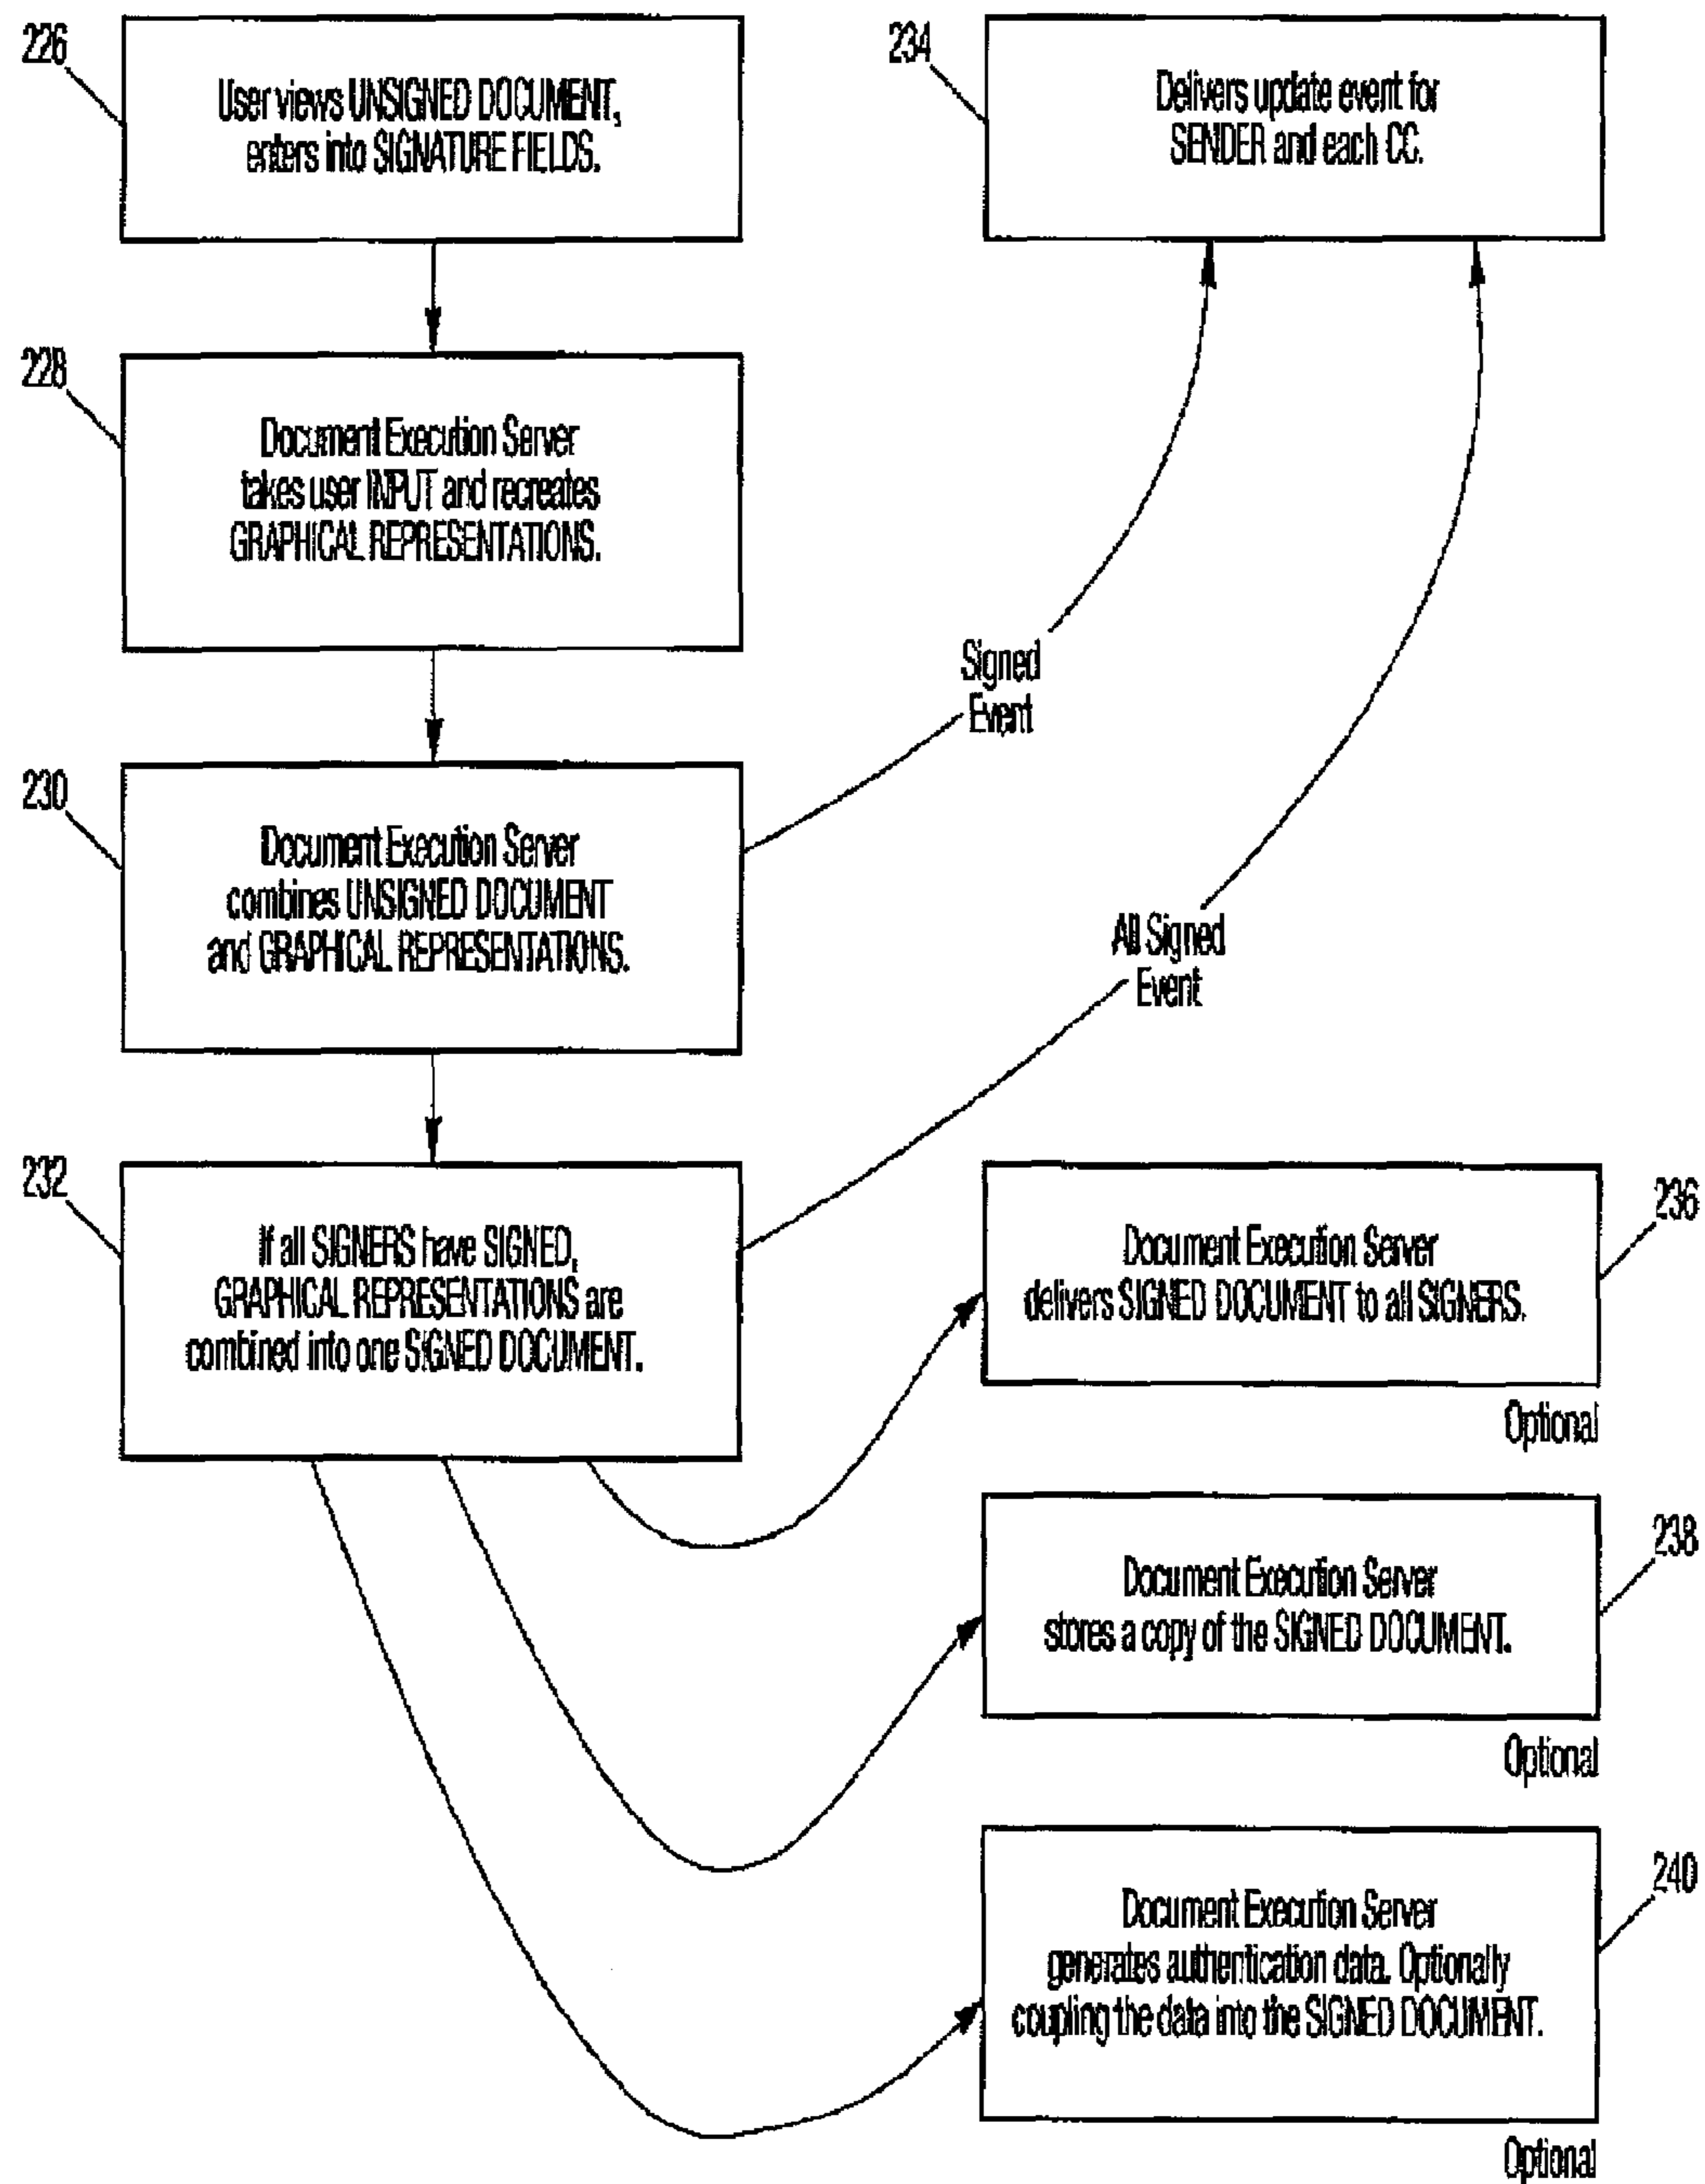 226
User views UNSIGNED DOCUMENT,
enters into SIGNATURE FIELDS.
234
Delivers update event for
SENDER and each CC.
228
Document Execution Server
takes user INPUT and recreates
GRAPHICAL REPRESENTATIONS.
Signed
Event
230
Document Execution Server
combines UNSIGNED DOCUMENT
and GRAPHICAL REPRESENTATIONS.
All Signed
Event
232
If all SIGNERS have SIGNED,
GRAPHICAL REPRESENTATIONS are
combined into one SIGNED DOCUMENT.
236
Document Execution Server
delivers SIGNED DOCUMENT to all SIGNERS.
Optional
238
Document Execution Server
stores a copy of the SIGNED DOCUMENT.
Optional
240
Document Execution Server
generates authentication data. Optionally
coupling the data into the SIGNED DOCUMENT.
Optional